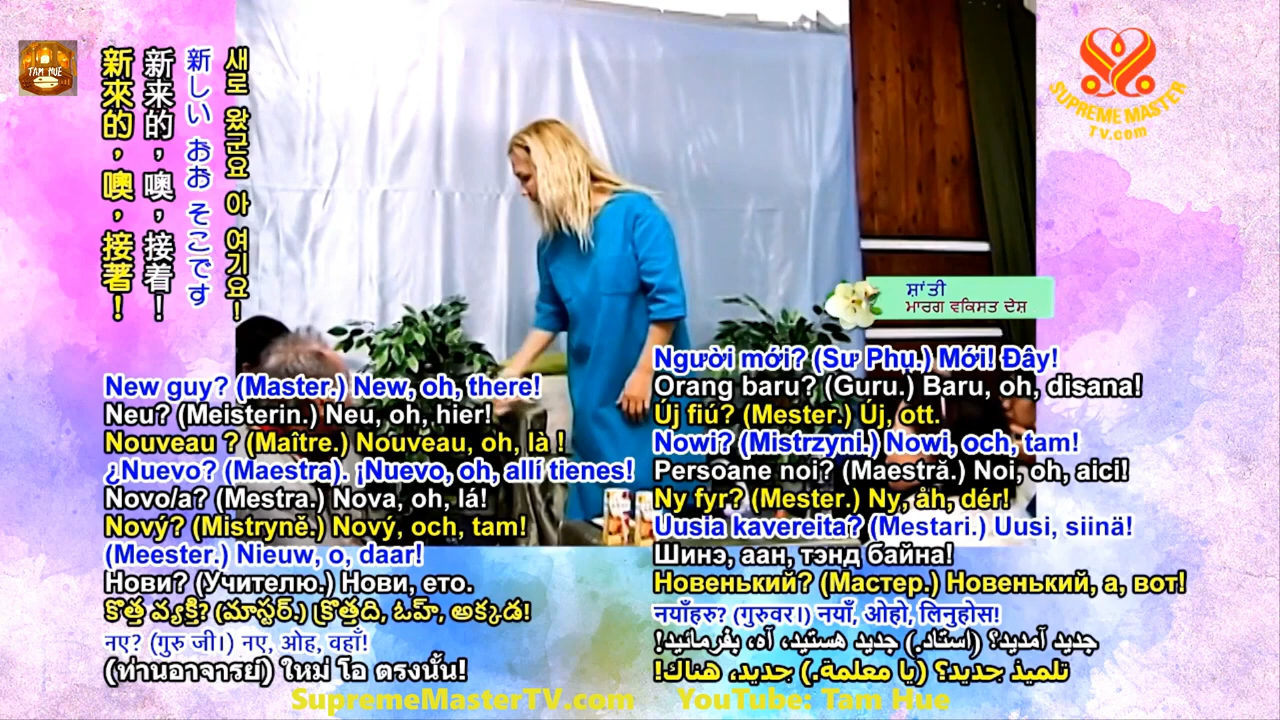 TAM HUE
新來的，噢，接著！
新来的，噢，接着！
新しい おお そこです
새로 왔군요 아 여기요!
SUPREME MASTER
TV.com
ਸ਼ਾਂਤੀ
ਮਾਰਗ ਵਕਿਸਤ ਦੇਸ਼
New guy? (Master.) New, oh, there!
Neu? (Meisterin.) Neu, oh, hier!
Nouveau ? (Maître.) Nouveau, oh, là !
¿Nuevo? (Maestra). ¡Nuevo, oh, allí tienes!
Novo/a? (Mestra.) Nova, oh, lá!
Nový? (Mistryně.) Nový, och, tam!
(Meester.) Nieuw, o, daar!
Нови? (Учителю.) Нови, ето.
కొత్త వ్యక్తి? (మాస్టర్.) క్రొత్తది, ఓహ్, అక్కడ!
नए? (गुरु जी।) नए, ओह, वहाँ!
(ท่านอาจารย์) ใหม่ โอ ตรงนั้น!
Người mới? (Sư Phụ.) Mới! Đây!
Orang baru? (Guru.) Baru, oh, disana!
Új fiú? (Mester.) Új, ott.
Nowi? (Mistrzyni.) Nowi, och, tam!
Persoane noi? (Maestră.) Noi, oh, aici!
Ny fyr? (Mester.) Ny, åh, dér!
Uusia kavereita? (Mestari.) Uusi, siinä!
Шинэ, аан, тэнд байна!
Новенький? (Мастер.) Новенький, а, вот!
नयाँहरु? (गुरुवर।) नयाँ, ओहो, लिनुहोस!
جدید آمدید؟ (استاد.) جدید هستید، آه، بفرمائید!
تلميذ جديد؟ (يا معلمة.) جديد، هناك!
SupremeMasterTV.com
YouTube: Tam Hue